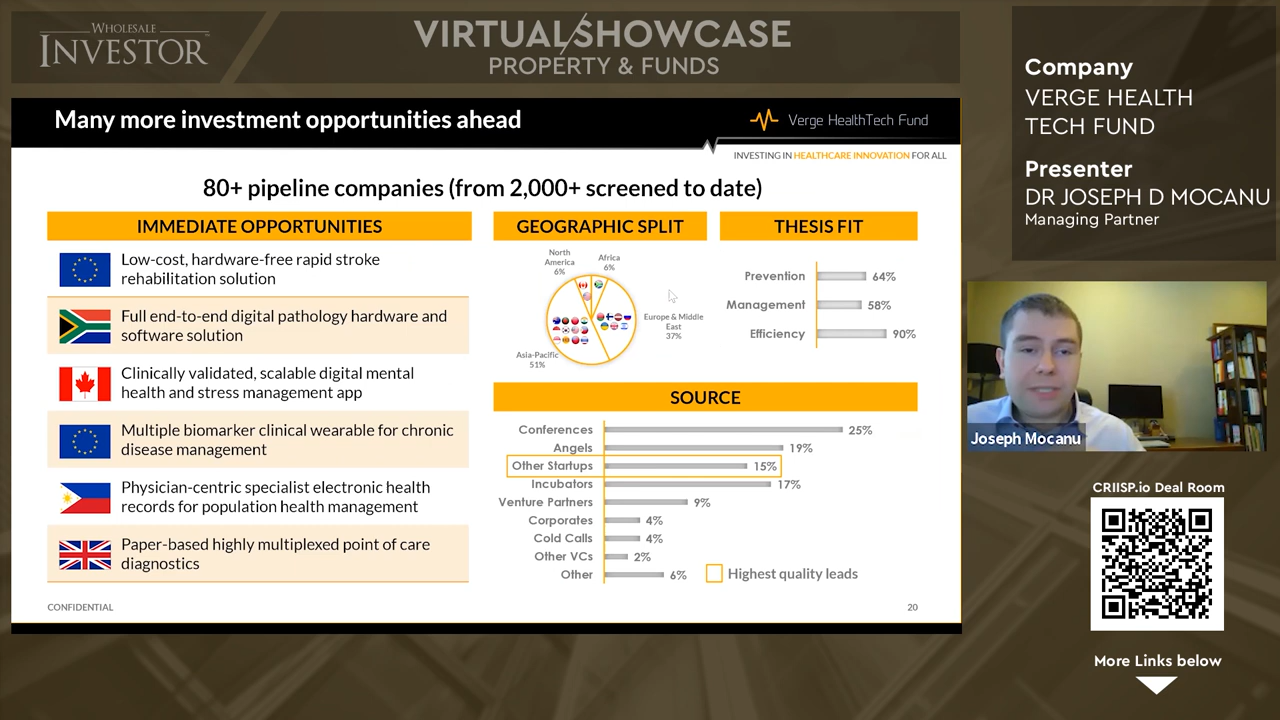 WHOLESALE
INVESTOR
VIRTUAL/SHOWCASE
PROPERTY & FUNDS
Many more investment opportunities ahead
Verge HealthTech Fund
INVESTING IN HEALTHCARE INNOVATION FOR ALL
80+ pipeline companies (from 2,000+ screened to date)
IMMEDIATE OPPORTUNITIES
Low-cost, hardware-free rapid stroke
rehabilitation solution
Full end-to-end digital pathology hardware and
software solution
Clinically validated, scalable digital mental
health and stress management app
Multiple biomarker clinical wearable for chronic
disease management
Physician-centric specialist electronic health
records for population health management
Paper-based highly multiplexed point of care
diagnostics
GEOGRAPHIC SPLIT
North
America
6%
Africa
6%
Europe & Middle
East
37%
Asia-Pacific
51%
THESIS FIT
Prevention 64%
Management 58%
Efficiency 90%
SOURCE
Conferences 25%
Angels 19%
Other Startups 15%
Incubators 17%
Venture Partners 9%
Corporates 4%
Cold Calls 4%
Other VCs 2%
Other 6%
Highest quality leads
CONFIDENTIAL
20
Company
VERGE HEALTH
TECH FUND
Presenter
DR JOSEPH D MOCANU
Managing Partner
Joseph Mocanu
CRIISP.io Deal Room
More Links below